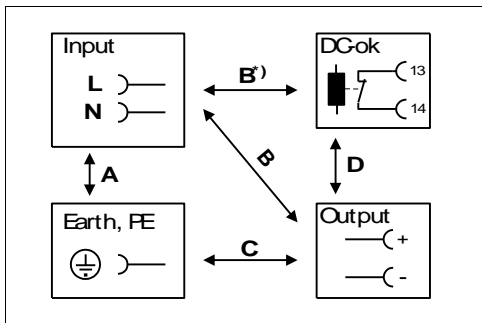 Input
L
N
B*)
DC-ok
13
14
A
B
D
Earth, PE
C
Output
+
-